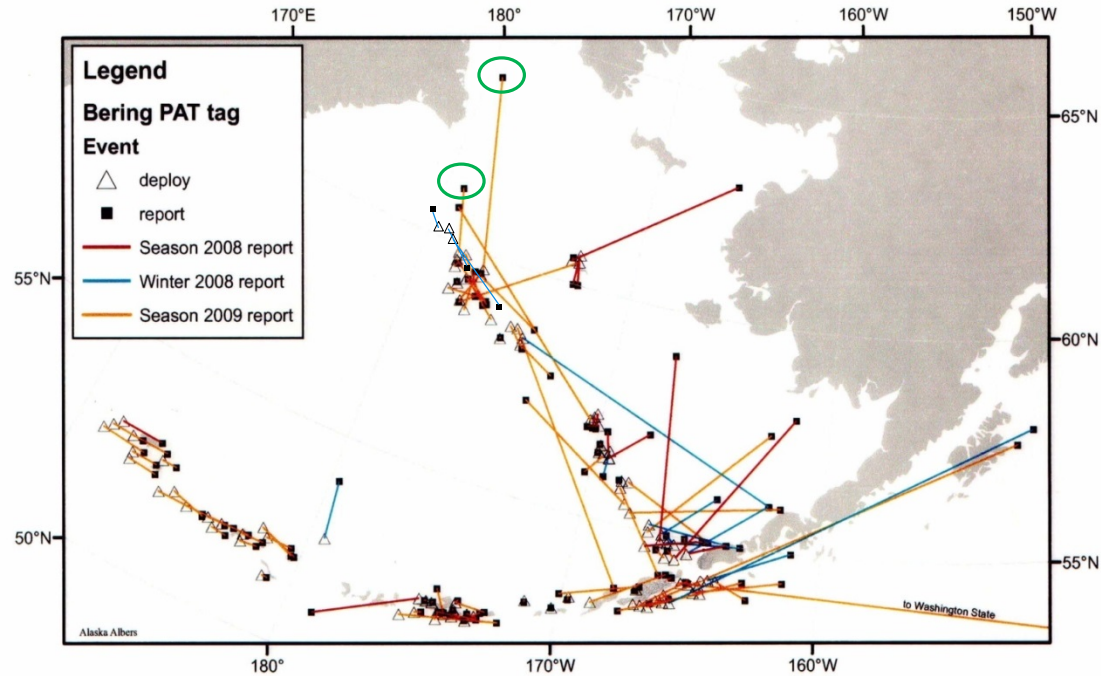 170°E 180° 170°W 160°W 150°W
Legend
Bering PAT tag
Event
deploy
report
Season 2008 report
Winter 2008 report
Season 2009 report
65°N
55°N
60°N
50°N
55°N
to Washington State
Alaska Albers
180° 170°W 160°W